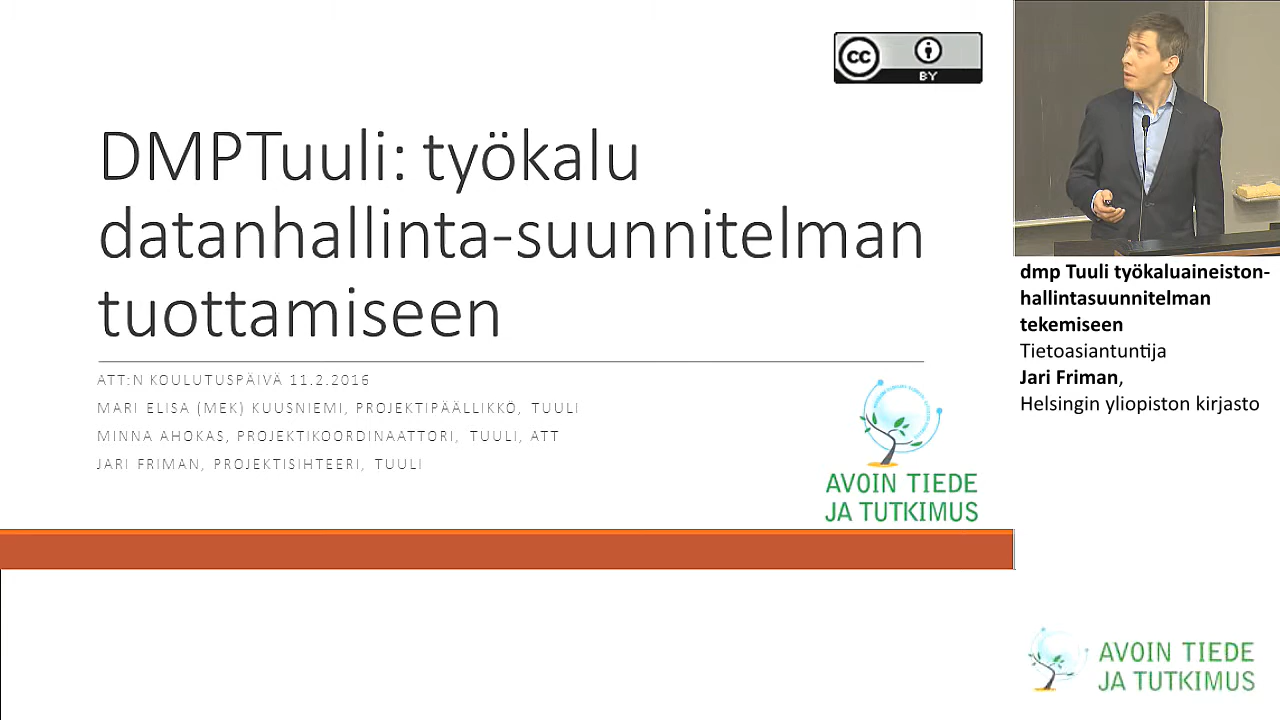 cc
BY
DMPTuuli: työkalu
datanhallinta-suunnitelman
tuottamiseen
ATT:N KOULUTUSPÄIVÄ 11.2.2016
MARI ELISA (MEK) KUUSNIEMI, PROJEKTIPÄÄLLIKKÖ, TUULI
MINNA AHOKAS, PROJEKTIKOORDINAATTORI, TUULI, ATT
JARI FRIMAN, PROJEKTISIHTEERI, TUULI
AVOIN TIEDE
JA TUTKIMUS
dmp Tuuli työkaluaineiston-
hallintasuunnitelman
tekemiseen
Tietoasiantuntija
Jari Friman,
Helsingin yliopiston kirjasto
AVOIN TIEDE
JA TUTKIMUS